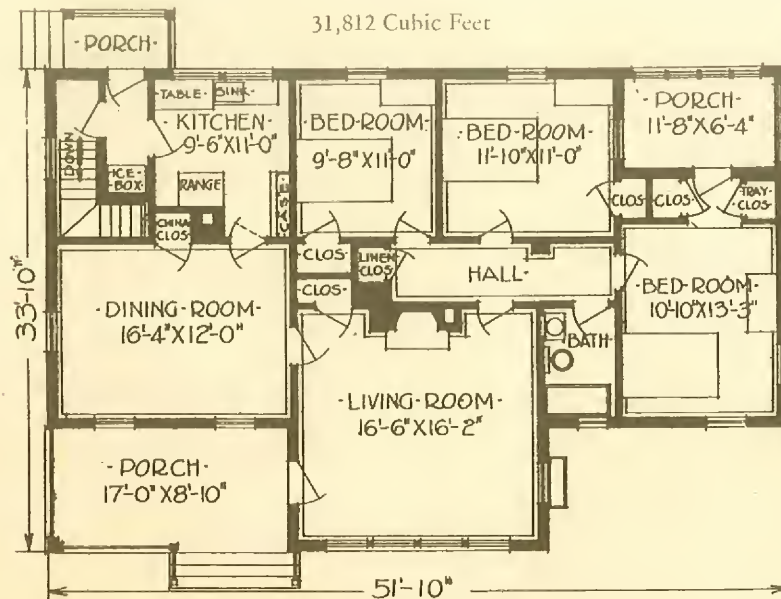 31,812 Cubic Feet
·PORCH·
TABLE·
SINK
·KITCHEN·
9'-6"X11'-0"
DOWN
ICE-
BOX·
RANGE
CASE·
CHINA
CLOS·
·BED·ROOM·
9'-8"X11'-0"
·BED-ROOM·
11'-10"X11'-0"
·PORCH·
11'-8"X6'-4"
CLOS·
CLOS·
TRAY-
CLOS·
CLOS·
CLOS·
LINEN
CLOS·
HALL·
·BED-ROOM·
10'-10"X13'-3"
·DINING-ROOM·
16'-4"X12'-0"
BATH·
·LIVING-ROOM·
16'-6"X16'-2"
·PORCH·
17'-0"X8'-10"
33'-10"
51'-10"